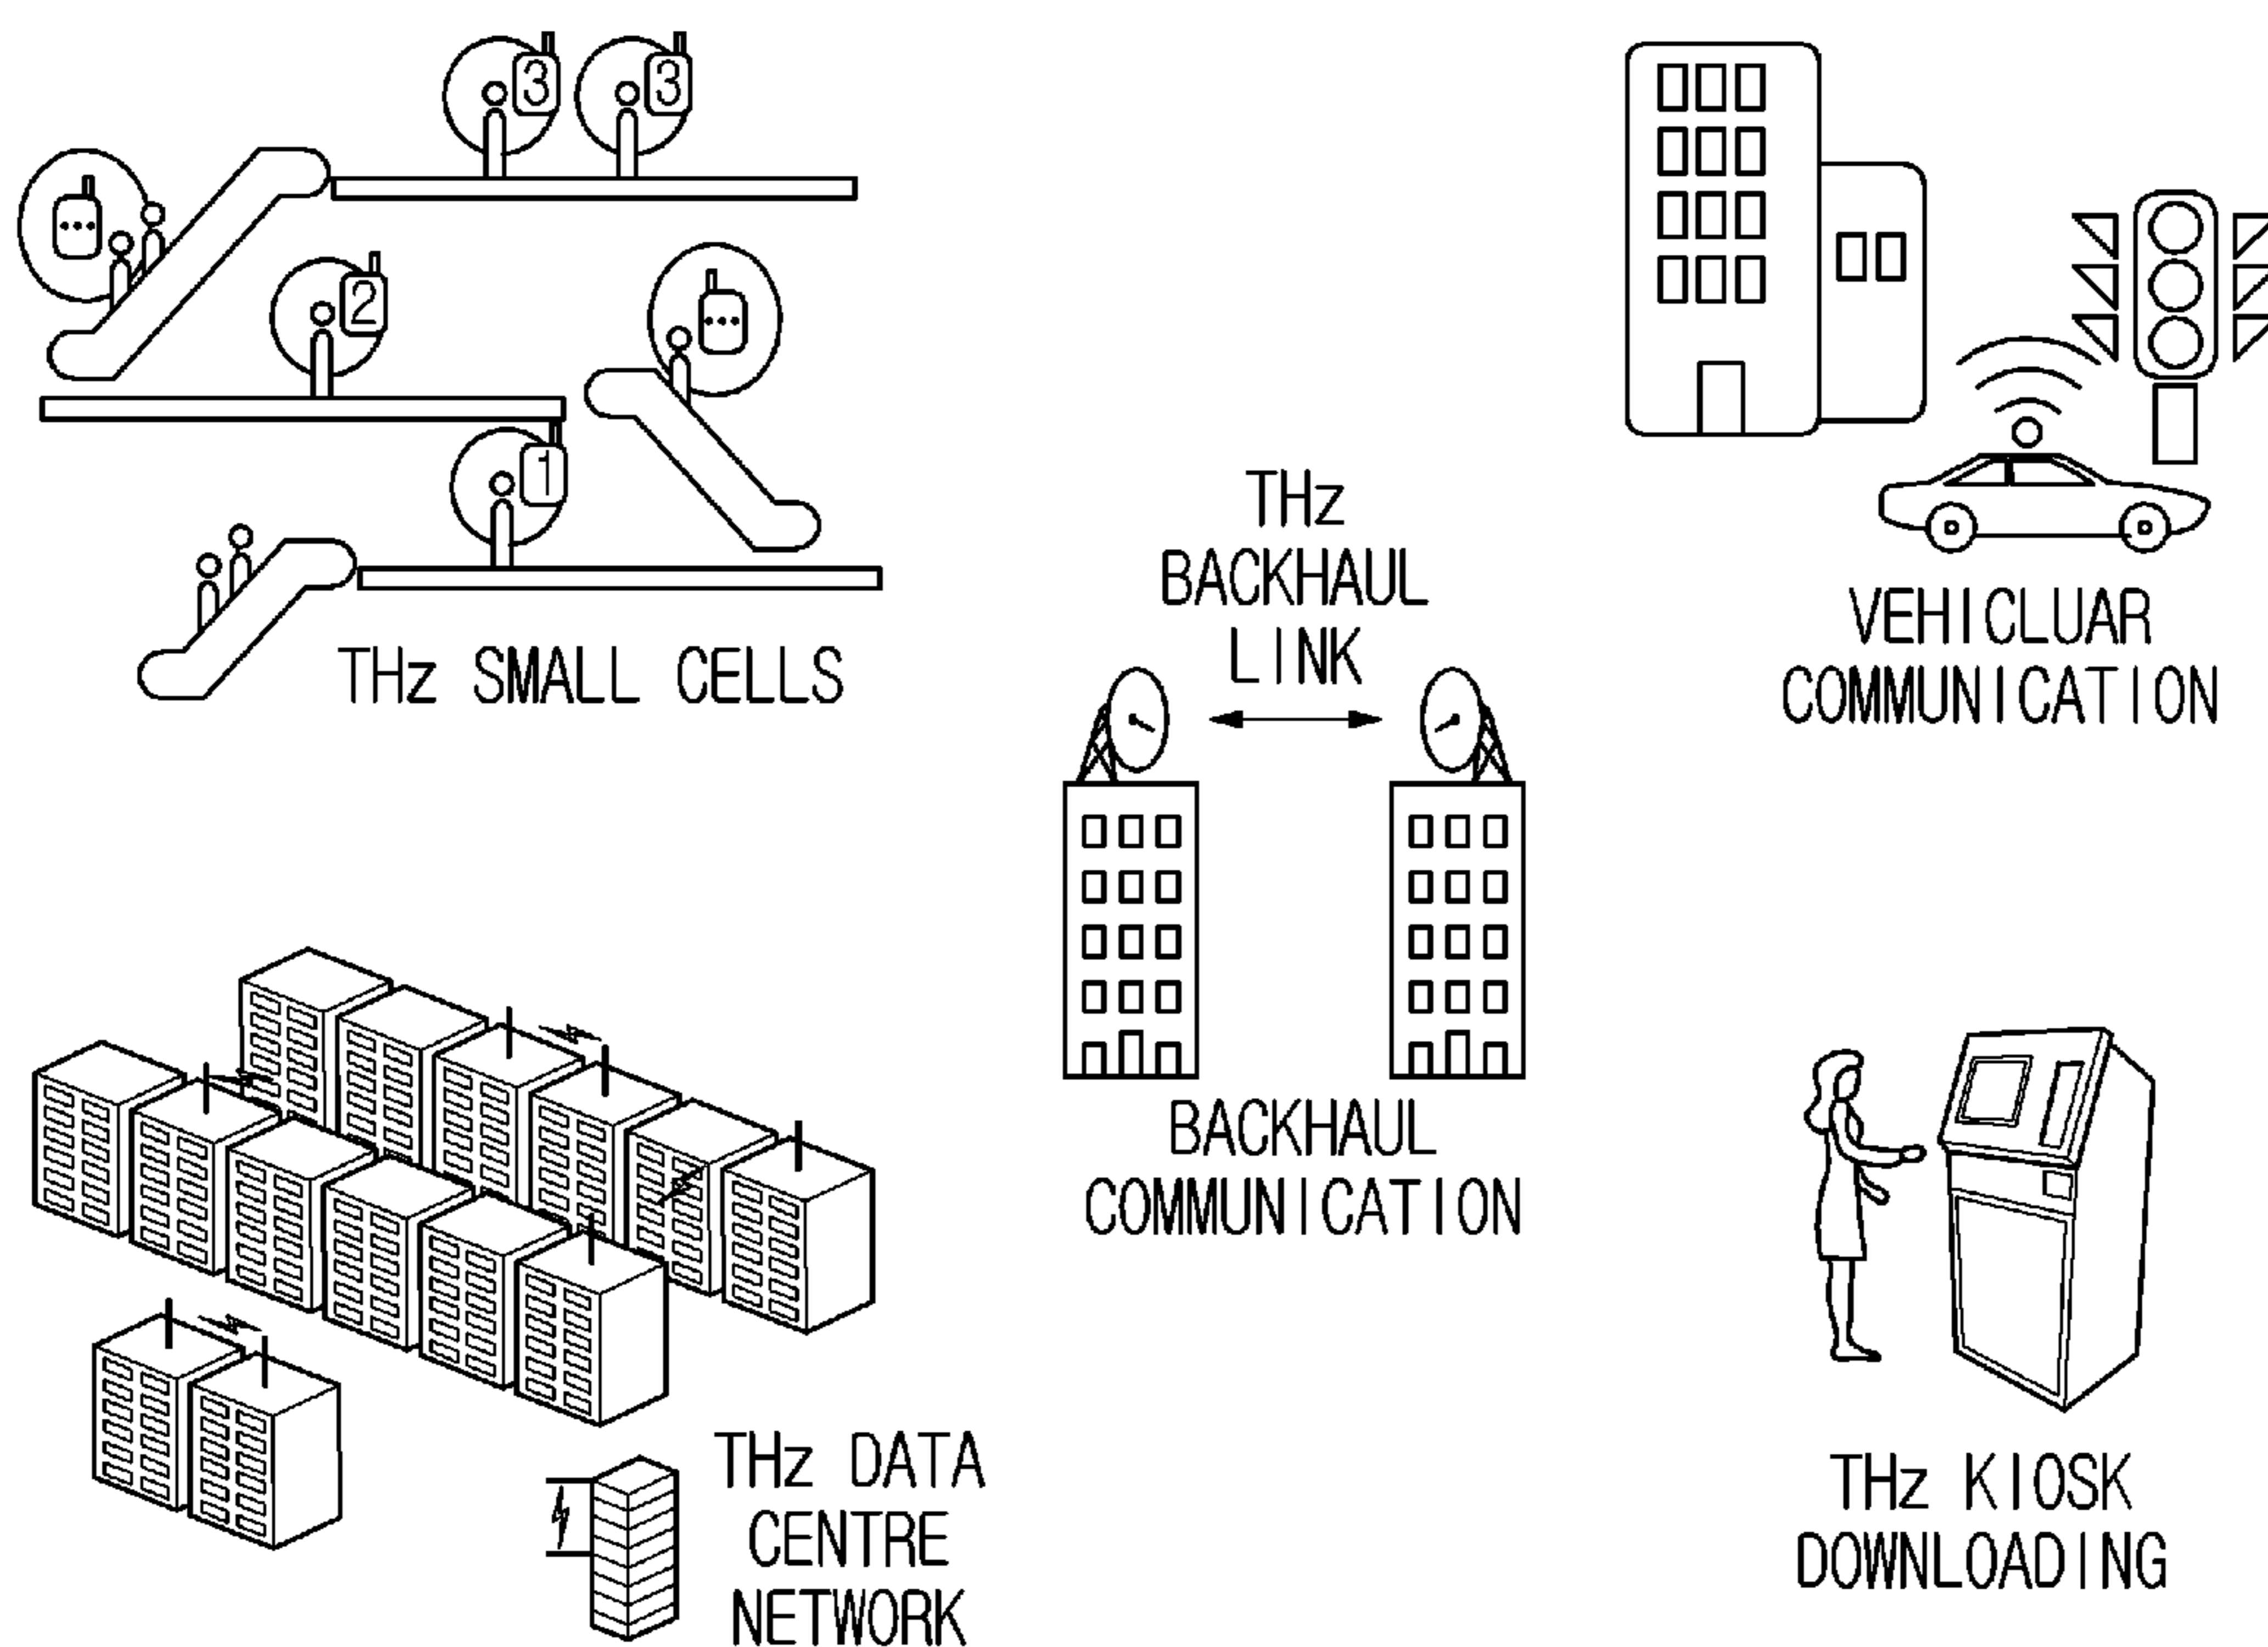 3
3
...
2
...
1
THz SMALL CELLS
THz
BACKHAUL
LINK
VEHICLUAR
COMMUNICATION
BACKHAUL
COMMUNICATION
THz DATA
CENTRE
NETWORK
THz KIOSK
DOWNLOADING